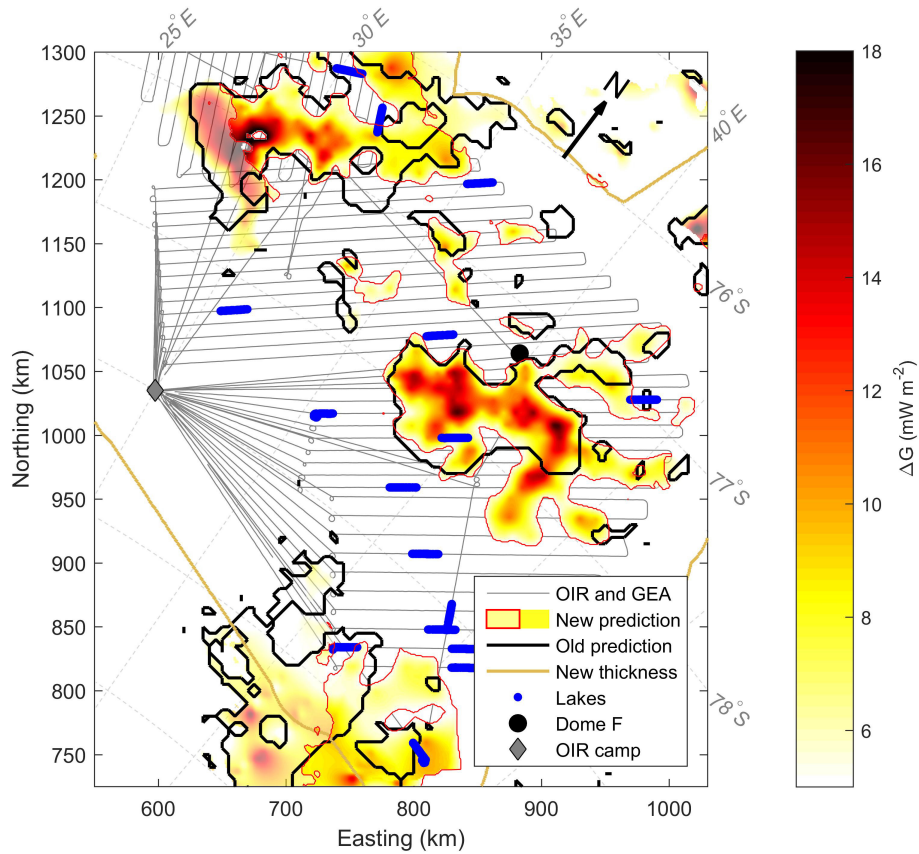 25°E
30°E
35°E
40°E
76°S
77°S
78°S
N
1300
1250
1200
1150
1100
1050
1000
950
900
850
800
750
Northing (km)
600
700
800
900
1000
Easting (km)
OIR and GEA
New prediction
Old prediction
New thickness
Lakes
Dome F
OIR camp
18
16
14
12
10
8
6
ΔG (mW m⁻²)